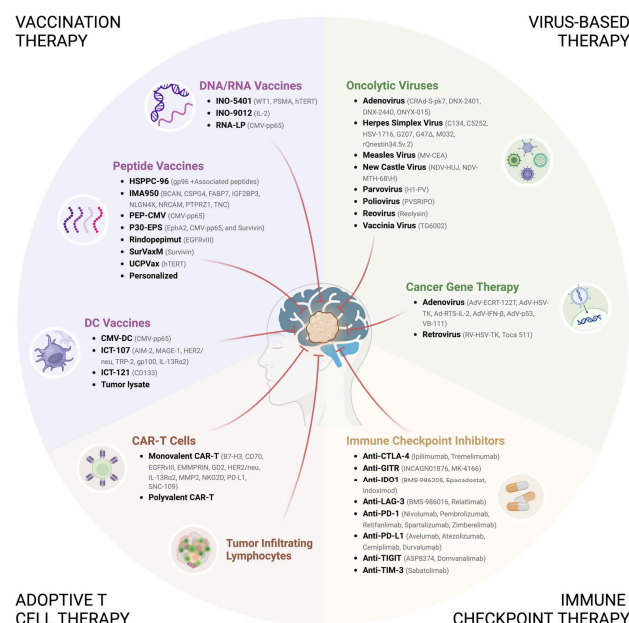 VACCINATION
THERAPY
VIRUS-BASED
THERAPY
DNA/RNA Vaccines
• INO-5401 (WT1, PSMA, hTERT)
• INO-9012 (IL-2)
• RNA-LP (CMV-pp65)
Peptide Vaccines
• HSPPC-96 (gp96 +Associated peptides)
• IMA950 (BCAN, CSPG4, FABP7, IGF2BP3,
NLGN4X, NRCAM, PTPRZ1, TNC)
• PEP-CMV (CMV-pp65)
• P30-EPS (EphA2, CMV-pp65, and Survivin)
• Rindopepimut (EGFRvIII)
• SurVaxM (Survivin)
• UCPVax (hTERT)
• Personalized
DC Vaccines
• CMV-DC (CMV-pp65)
• ICT-107 (AIM-2, MAGE-1, HER2/
neu, TRP-2, gp100, IL-13Rα2)
• ICT-121 (CD133)
• Tumor lysate
Oncolytic Viruses
• Adenovirus (CRAd-S-pk7, DNX-2401,
DNX-2440, ONYX-015)
• Herpes Simplex Virus (C134, C5252,
HSV-1716, G207, G47Δ, M032,
rQnestin34.5v.2)
• Measles Virus (MV-CEA)
• New Castle Virus (NDV-HUJ, NDV-
MTH-68\H)
• Parvovirus (H1-PV)
• Poliovirus (PVSRIPO)
• Reovirus (Reolysin)
• Vaccinia Virus (TG6002)
Cancer Gene Therapy
• Adenovirus (AdV-ECRT-122T, AdV-HSV-
TK, Ad-RTS-IL-2, AdV-IFN-β, AdV-p53,
VB-111)
• Retrovirus (RV-HSV-TK, Toca 511)
CAR-T Cells
• Monovalent CAR-T (B7-H3, CD70,
EGFRvIII, EMMPRIN, GD2, HER2/neu,
IL-13Rα2, MMP2, NKG2D, PD-L1,
SNC-109)
• Polyvalent CAR-T
Tumor Infiltrating
Lymphocytes
Immune Checkpoint Inhibitors
• Anti-CTLA-4 (Ipilimumab, Tremelimumab)
• Anti-GITR (INCAGN01876, MK-4166)
• Anti-IDO1 (BMS-986205, Epacadostat,
Indoximod)
• Anti-LAG-3 (BMS-986016, Relatlimab)
• Anti-PD-1 (Nivolumab, Pembrolizumab,
Retifanlimab, Spartalizumab, Zimberelimab)
• Anti-PD-L1 (Avelumab, Atezolizumab,
Cemiplimab, Durvalumab)
• Anti-TIGIT (ASP8374, Domvanalimab)
• Anti-TIM-3 (Sabatolimab)
ADOPTIVE T
CELL THERAPY
IMMUNE
CHECKPOINT THERAPY